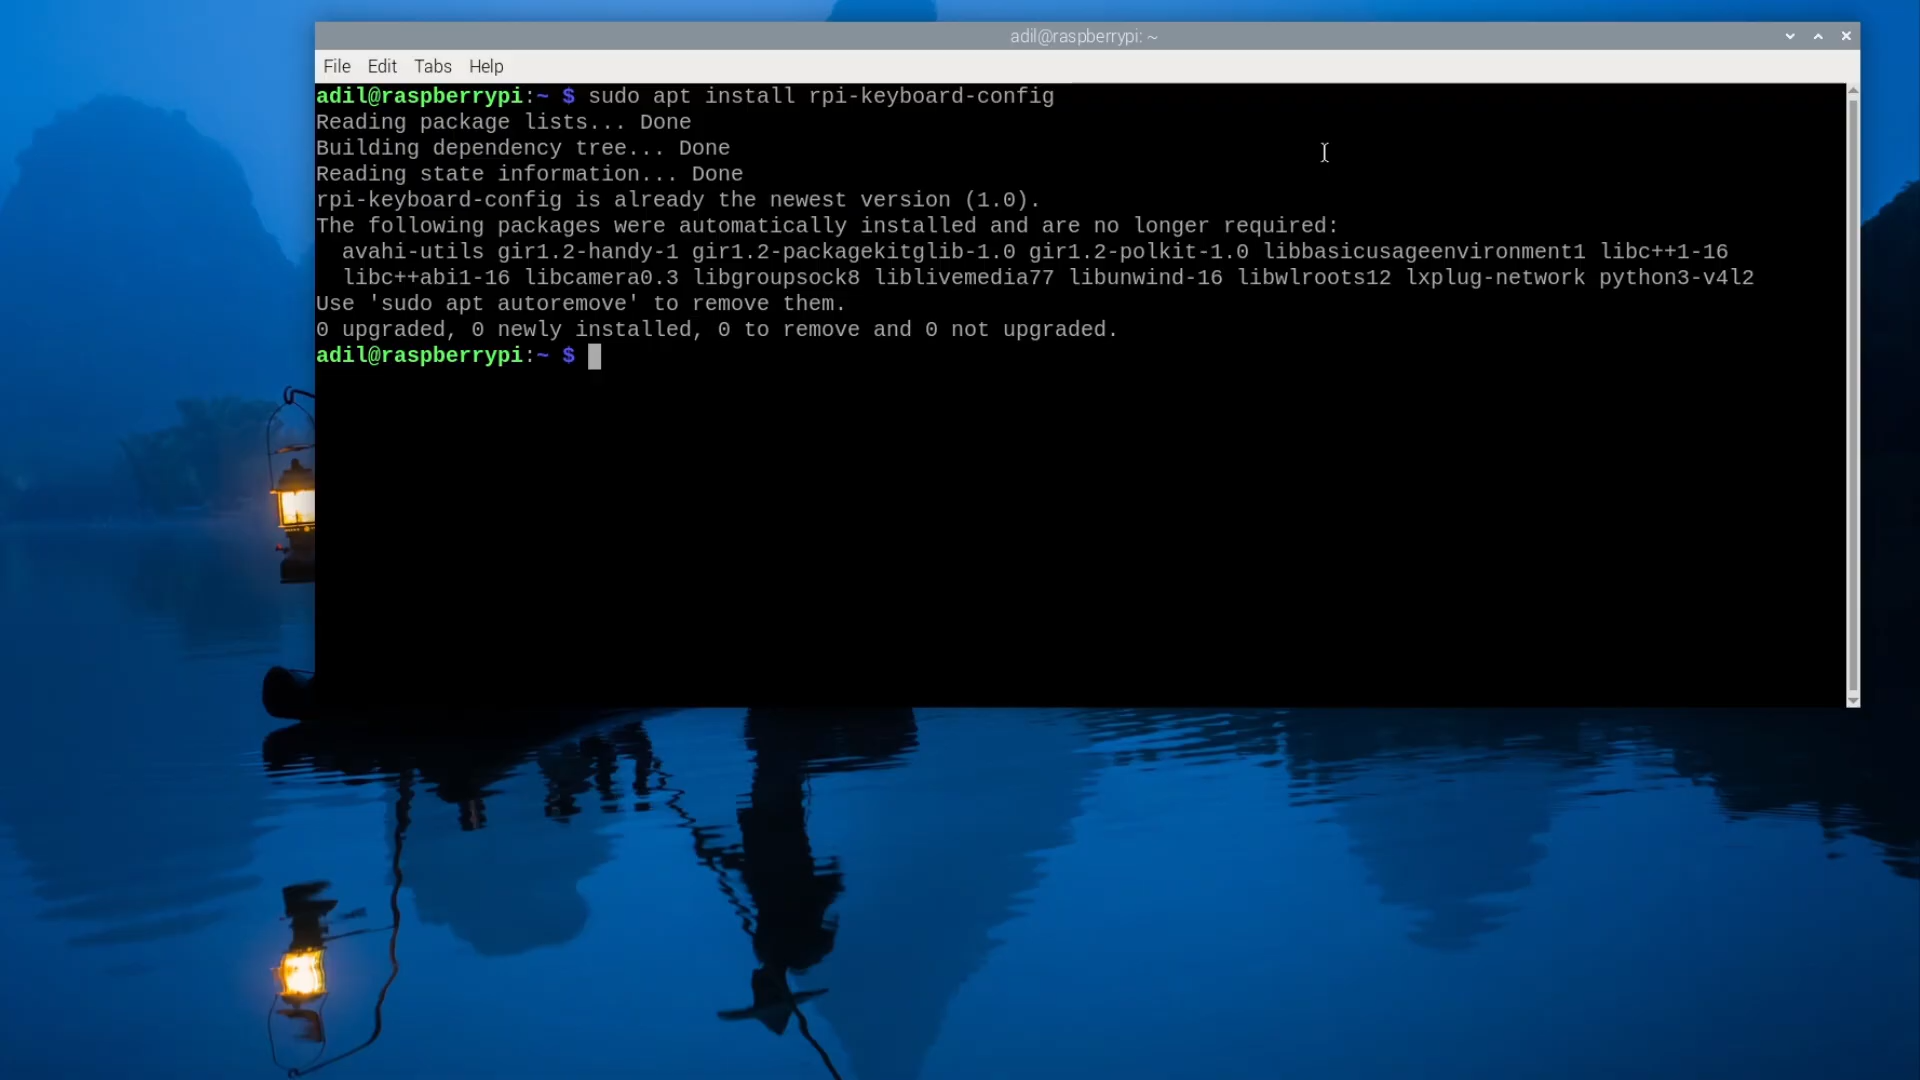 adil@raspberrypi: ~
File Edit Tabs Help
adil@raspberrypi:~ $ sudo apt install rpi-keyboard-config
Reading package lists... Done
Building dependency tree... Done
Reading state information... Done
rpi-keyboard-config is already the newest version (1.0).
The following packages were automatically installed and are no longer required:
  avahi-utils gir1.2-handy-1 gir1.2-packagekitglib-1.0 gir1.2-polkit-1.0 libbasicusageenvironment1 libc++1-16
  libc++abi1-16 libcamera0.3 libgroupsock8 liblivemedia77 libunwind-16 libwlroots12 lxplug-network python3-v4l2
Use 'sudo apt autoremove' to remove them.
0 upgraded, 0 newly installed, 0 to remove and 0 not upgraded.
adil@raspberrypi:~ $